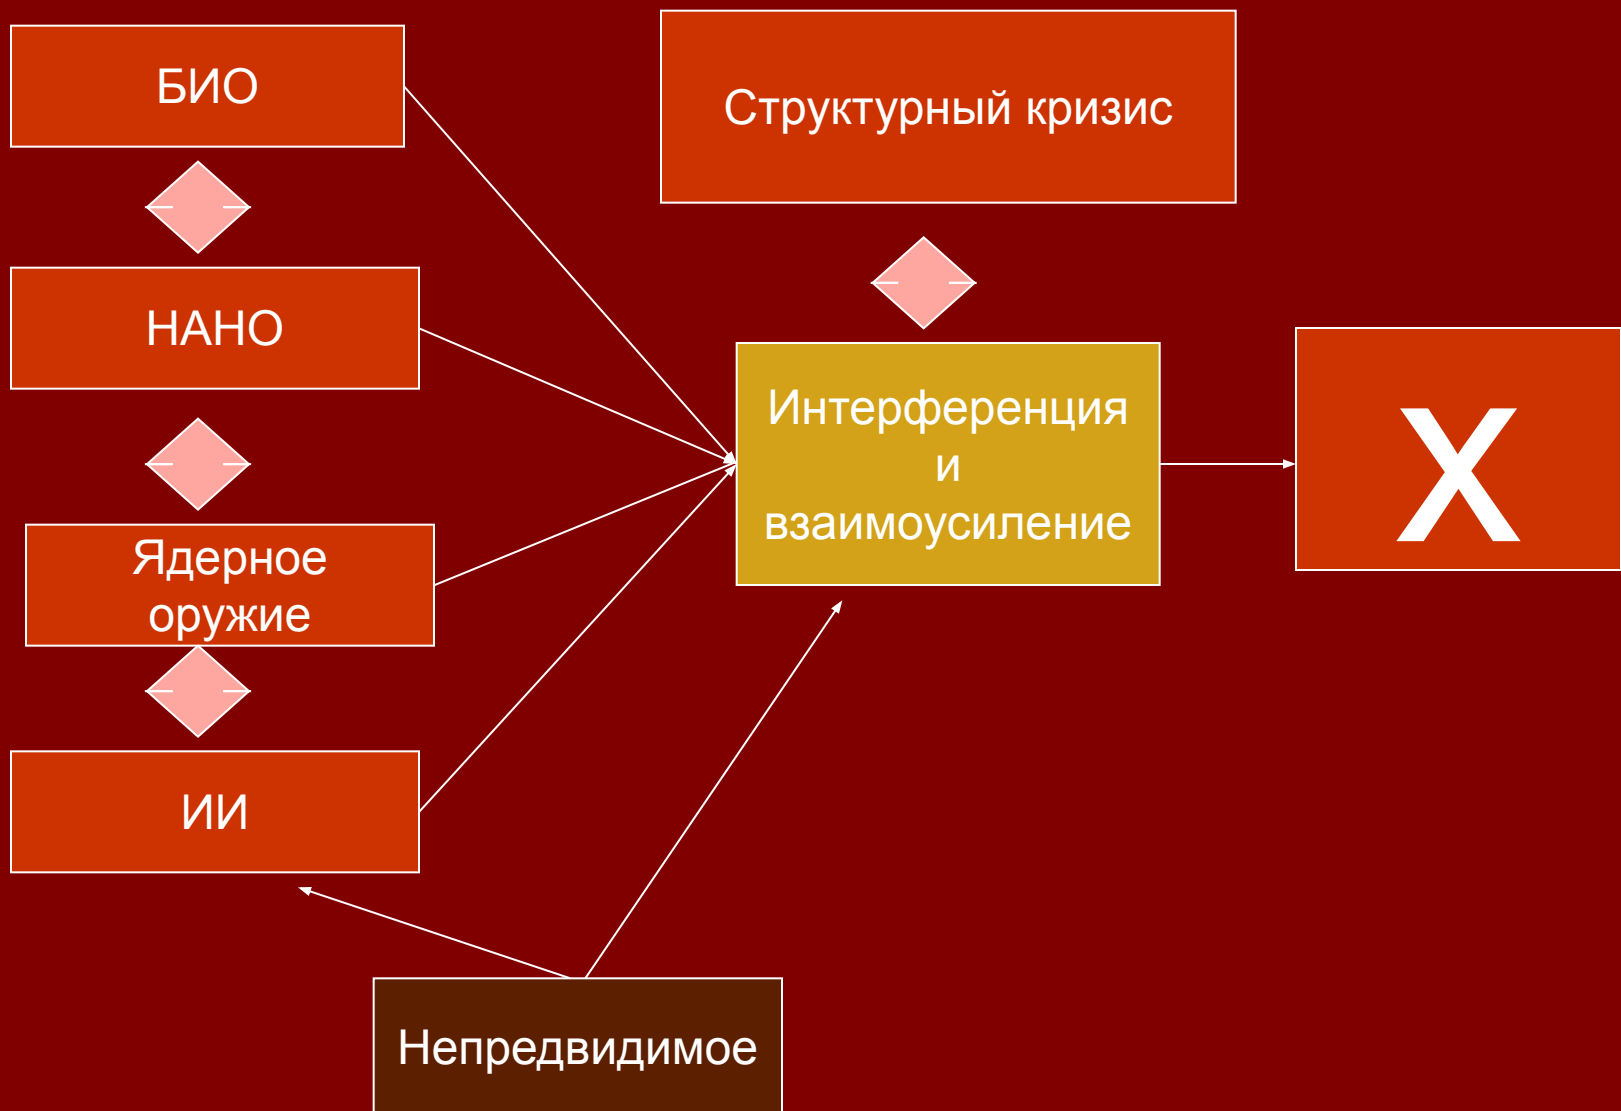 БИО
Структурный кризис
НАНО
Интерференция
и
взаимоусиление
X
Ядерное
оружие
ИИ
Непредвидимое